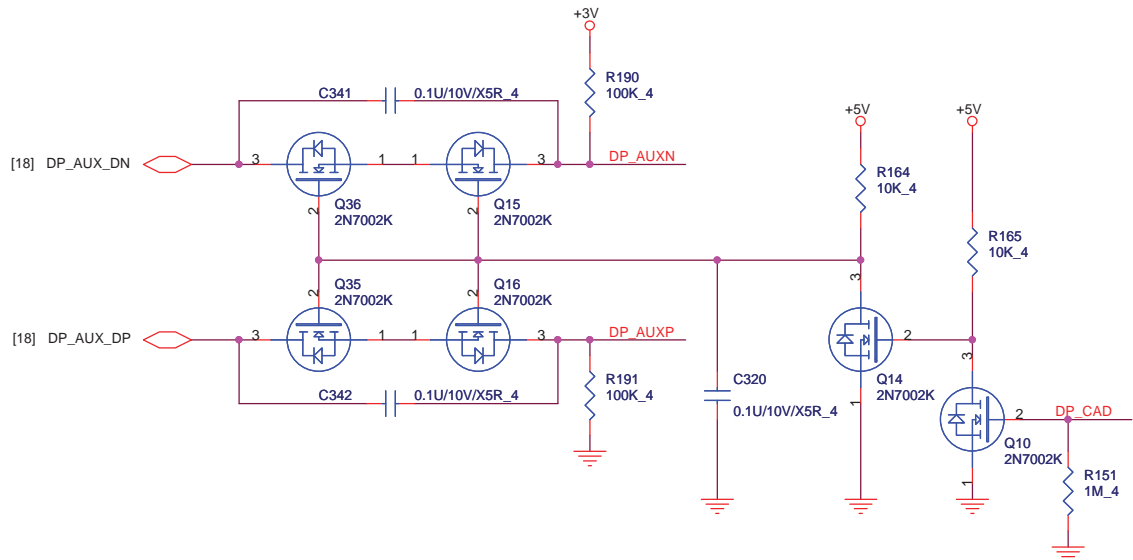 +3V
R190
100K_4
C341
0.1U/10V/X5R_4
+5V
+5V
[18] DP_AUX_DN
3
1
1
3
DP_AUXN
R164
10K_4
2
Q36
2N7002K
2
Q15
2N7002K
R165
10K_4
Q35
2N7002K
2
Q16
2N7002K
2
3
[18] DP_AUX_DP
3
1
1
3
DP_AUXP
2
3
R191
100K_4
C320
0.1U/10V/X5R_4
Q14
2N7002K
1
C342
0.1U/10V/X5R_4
2
DP_CAD
Q10
2N7002K
1
R151
1M_4